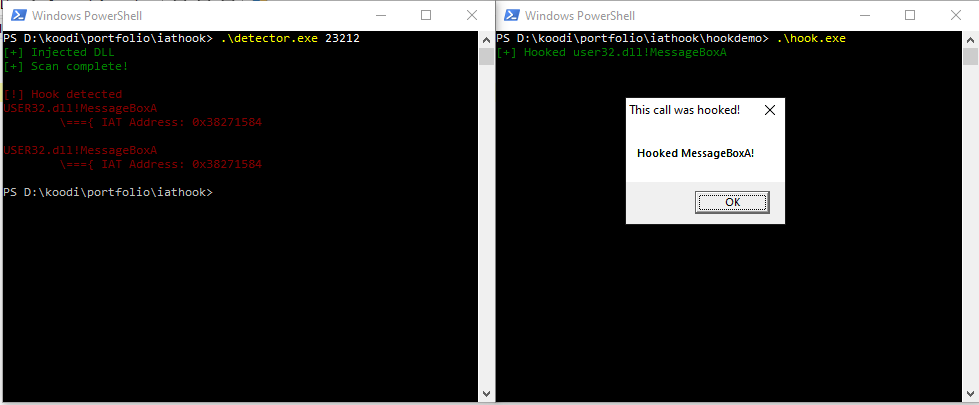 Windows PowerShell
PS D:\koodi\portfolio\iathook> .\detector.exe 23212
[+] Injected DLL
[+] Scan complete!
[!] Hook detected
USER32.dll!MessageBoxA
\==={ IAT Address: 0x38271584
USER32.dll!MessageBoxA
\==={ IAT Address: 0x38271584
PS D:\koodi\portfolio\iathook>
Windows PowerShell
PS D:\koodi\portfolio\iathook\hookdemo> .\hook.exe
[+] Hooked user32.dll!MessageBoxA
This call was hooked!
Hooked MessageBoxA!
OK